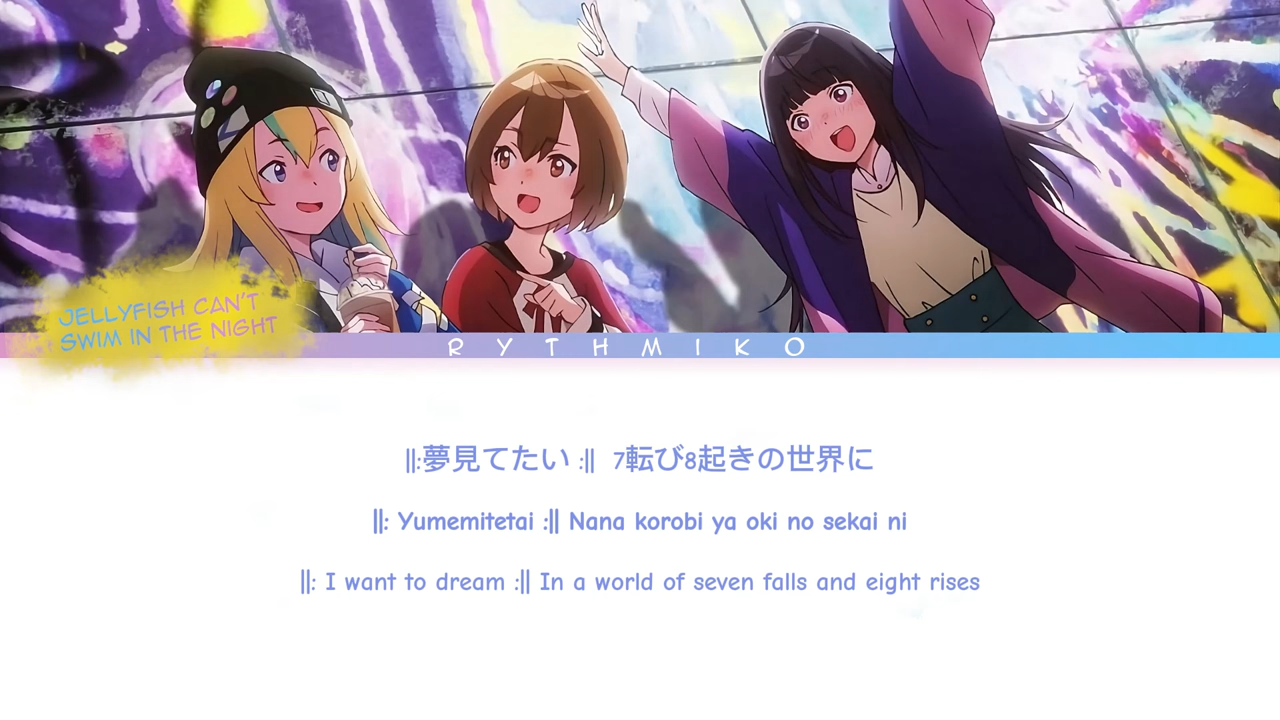 JELLYFISH CAN'T
SWIM IN THE NIGHT
RYTHMIKO
‖:夢見てたい :‖ 7転び8起きの世界に
‖: Yumemitetai :‖ Nana korobi ya oki no sekai ni
‖: I want to dream :‖ In a world of seven falls and eight rises